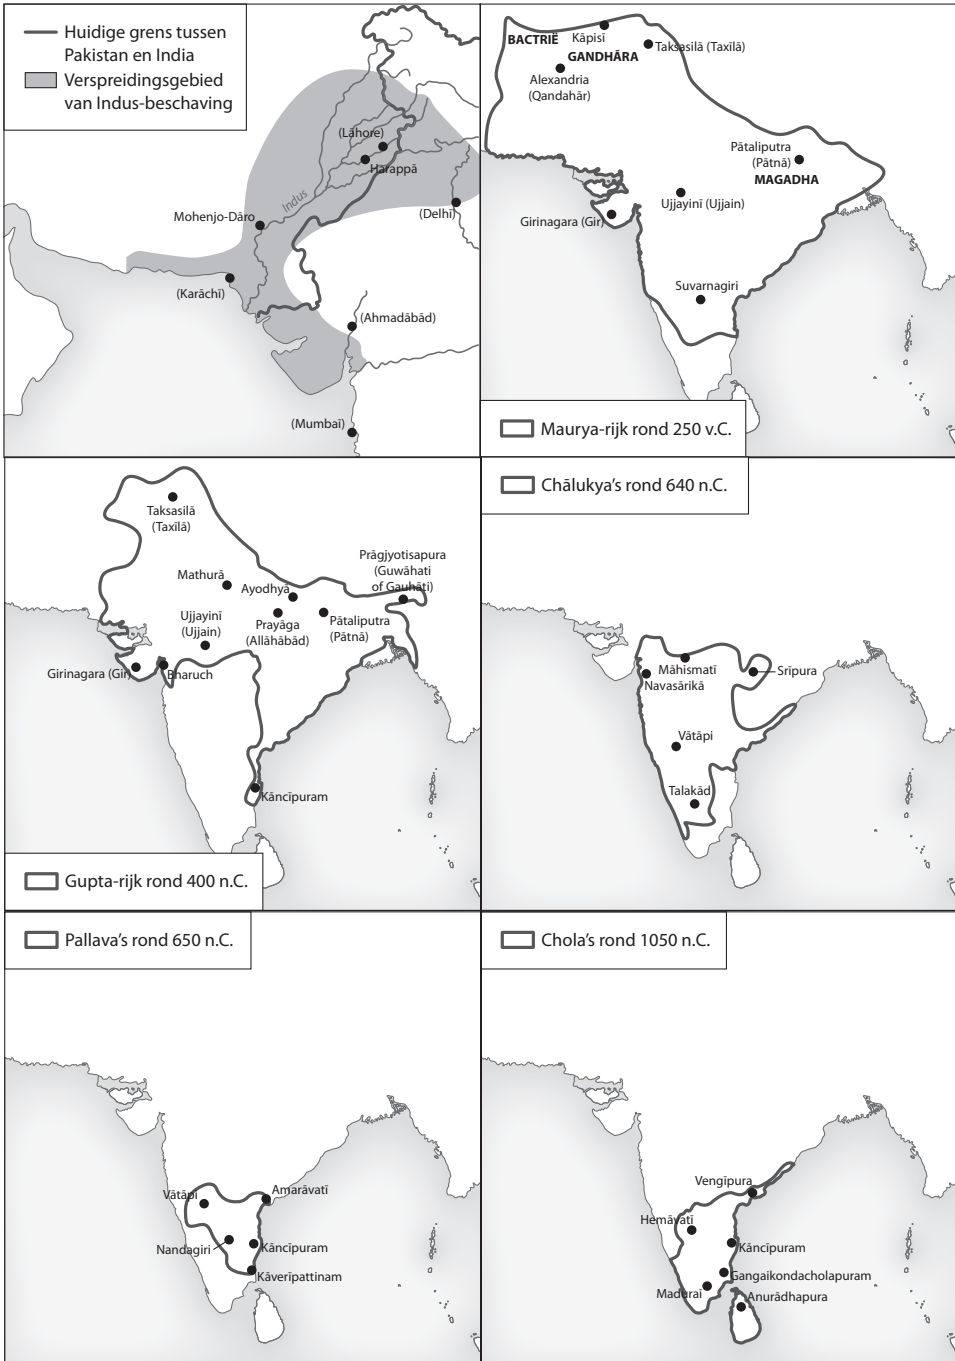 Huidige grens tussen
Pakistan en India
Verspreidingsgebied
van Indus-beschaving
(Lāhore)
Harappā
Indus
Mohenjo-Dāro
(Delhī)
(Karāchī)
(Ahmadābād)
(Mumbaī)
BACTRIË
Kāpisī
GANDHĀRA
Taksasilā (Taxīlā)
Alexandria
(Qandahār)
Pātaliputra
(Pātnā)
MAGADHA
Ujjayinī (Ujjain)
Girinagara (Gir)
Suvarnagiri
Maurya-rijk rond 250 v.C.
Taksasilā
(Taxīlā)
Prāgjyotisapura
(Guwāhati
of Gauhāti)
Mathurā
Ayodhyā
Ujjayinī
(Ujjain)
Prayāga
(Allāhābād)
Pātaliputra
(Pātnā)
Girinagara (Gir)
Bharuch
Kāncīpuram
Gupta-rijk rond 400 n.C.
Chālukya's rond 640 n.C.
Māhismatī
Navasārikā
Srīpura
Vātāpi
Talakād
Pallava's rond 650 n.C.
Vātāpi
Amarāvatī
Nandagiri
Kāncīpuram
Kāverīpattinam
Chola's rond 1050 n.C.
Vengīpura
Hemāvatī
Kāncīpuram
Gangaikondacholapuram
Madurai
Anurādhapura